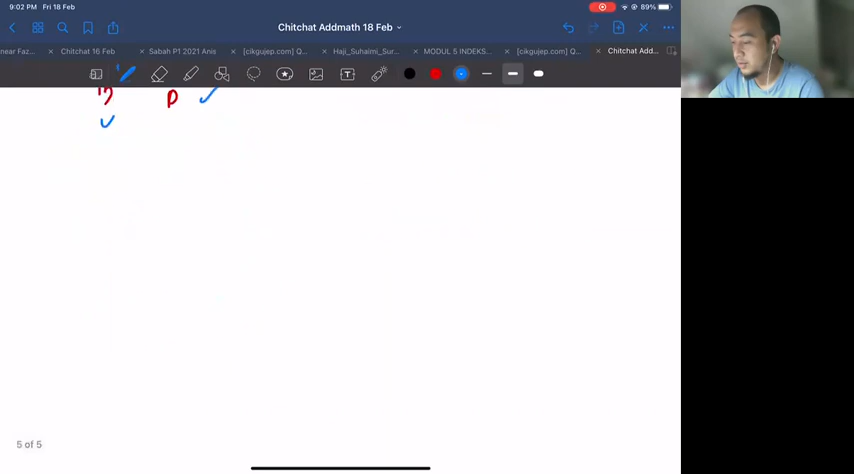 9:02 PM Fri 18 Feb 89%
Chitchat Addmath 18 Feb
near Faz... Chitchat 16 Feb Sabah P1 2021 Anis [cikgujep.com] Q... Haji_Suhaimi_Sur... MODUL 5 INDEKS... [cikgujep.com] Q... Chitchat Add...
p
5 of 5